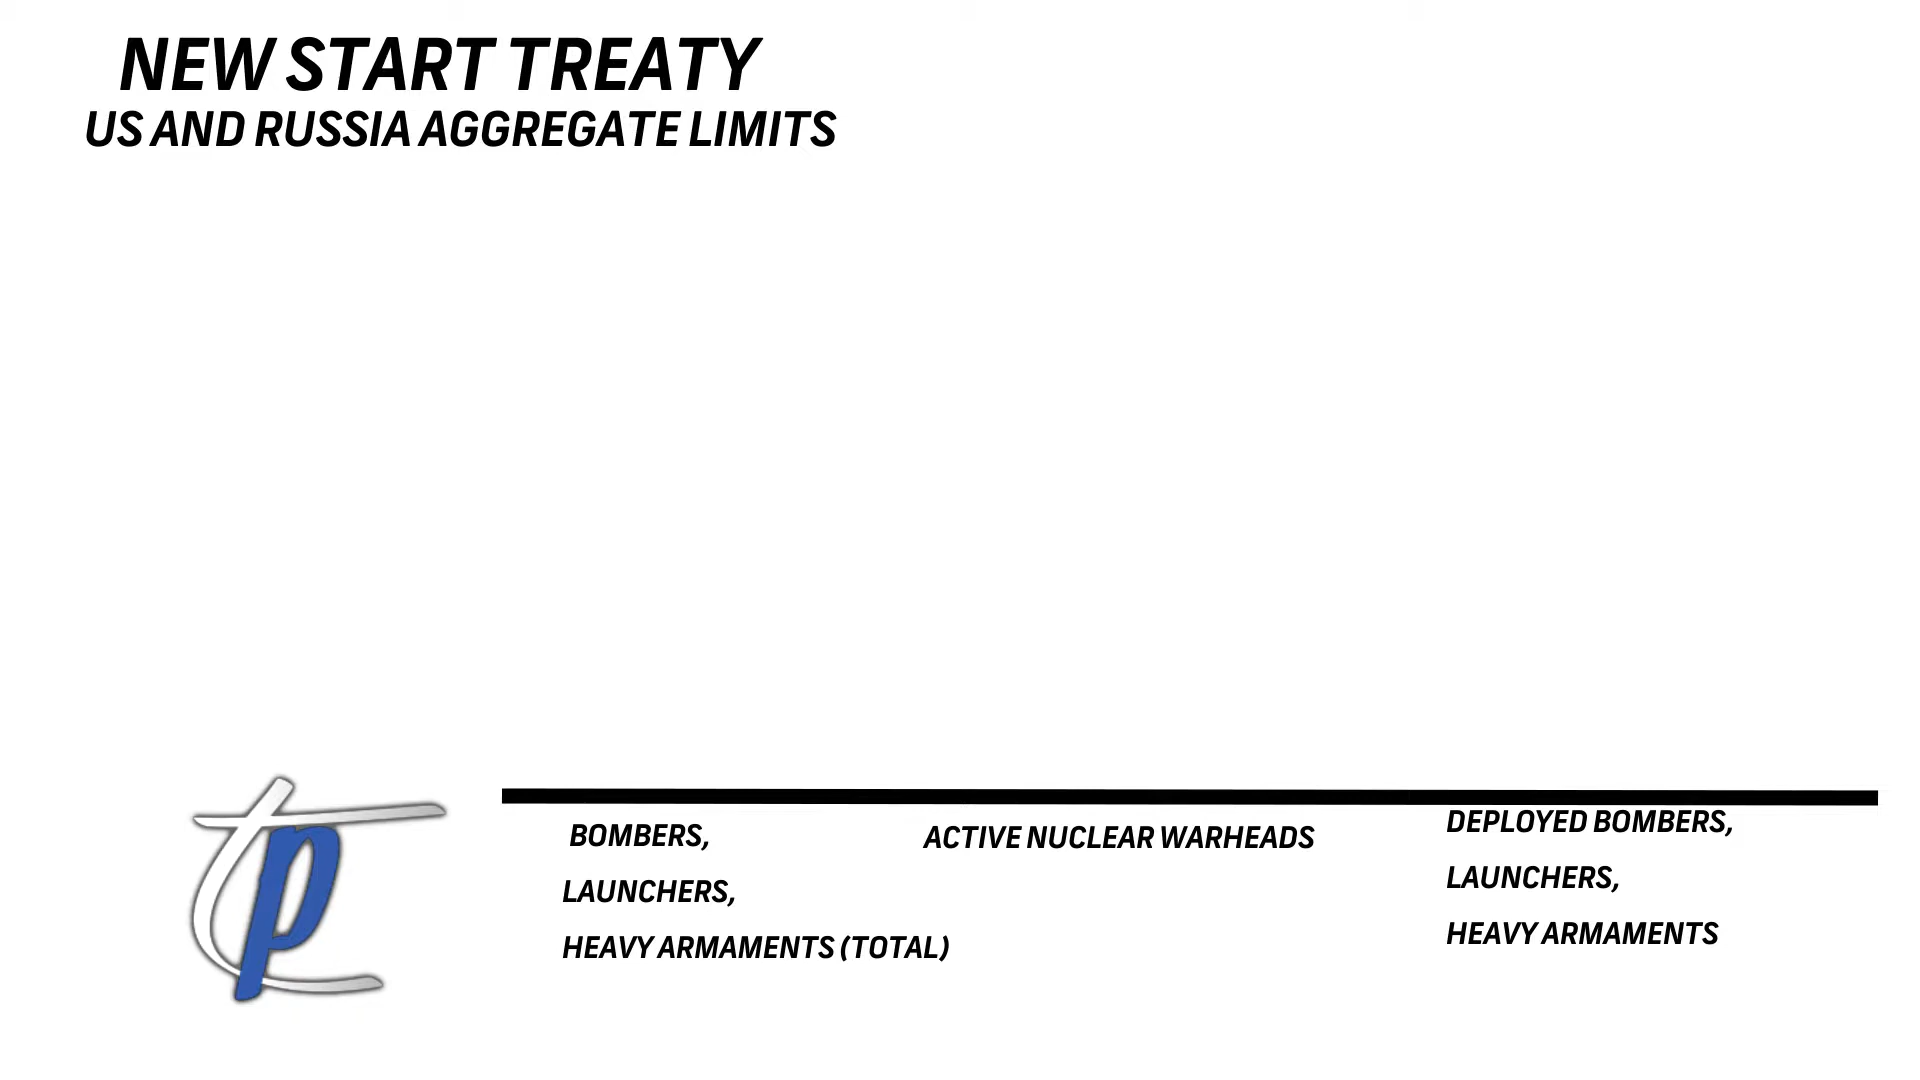 NEW START TREATY
US AND RUSSIA AGGREGATE LIMITS
BOMBERS,
LAUNCHERS,
HEAVY ARMAMENTS (TOTAL)
ACTIVE NUCLEAR WARHEADS
DEPLOYED BOMBERS,
LAUNCHERS,
HEAVY ARMAMENTS
tp